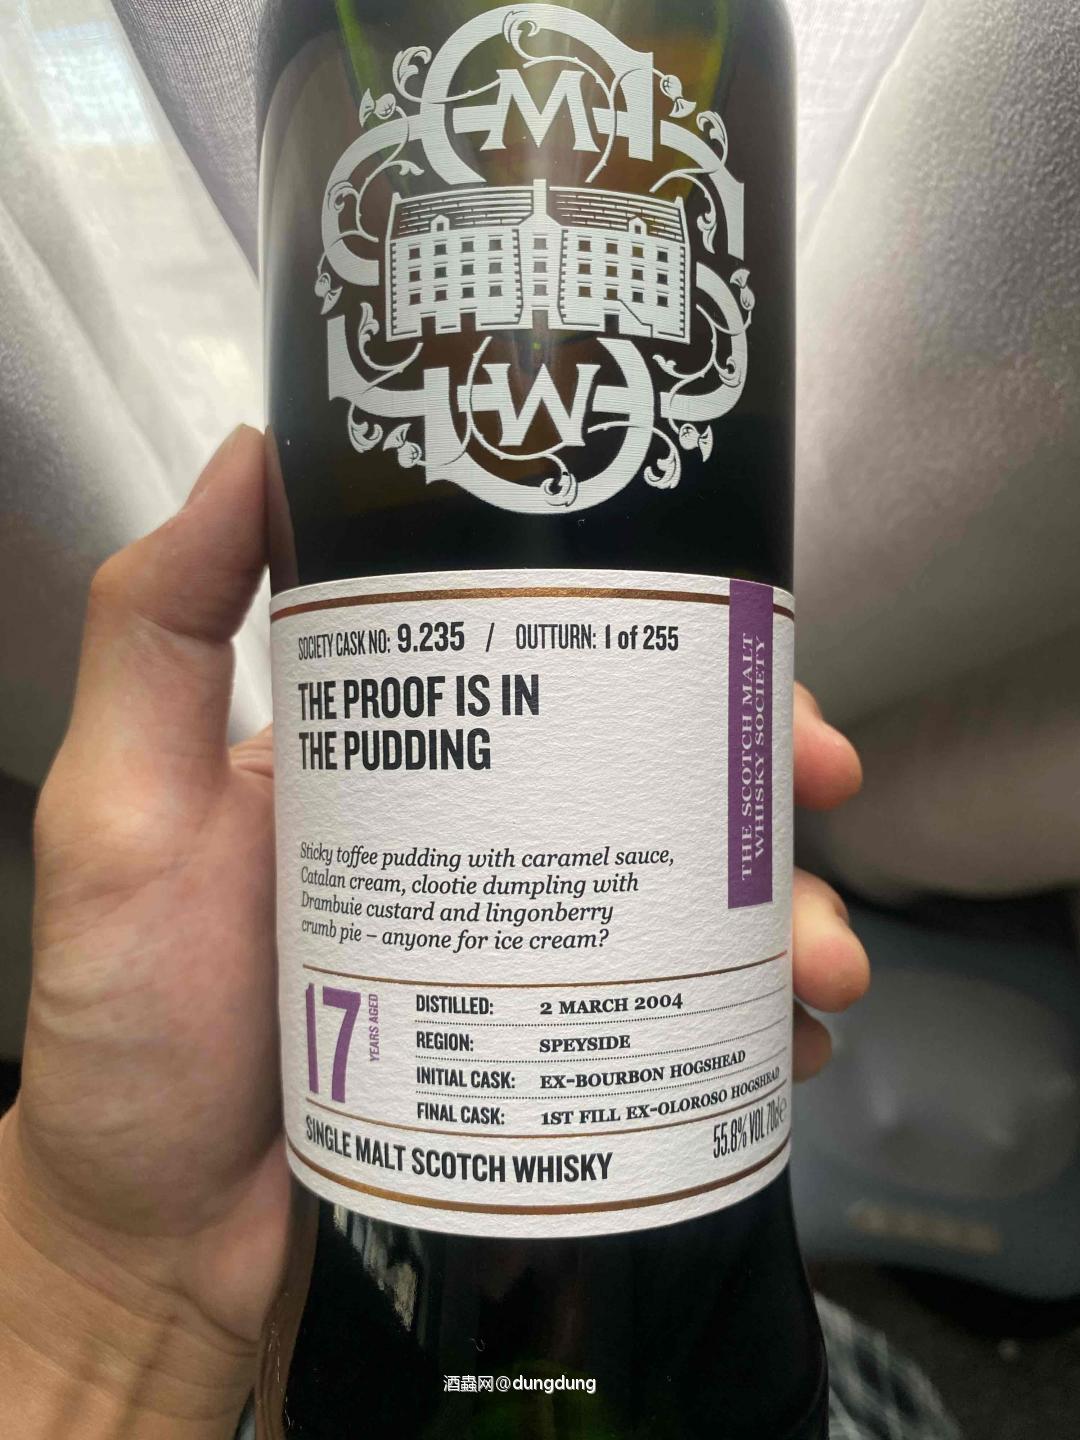 SOCIETY CASK NO: 9.235 / OUTTURN: 1 of 255
THE PROOF IS IN
THE PUDDING
THE SCOTCH MALT
WHISKY SOCIETY
Sticky toffee pudding with caramel sauce,
Catalan cream, clootie dumpling with
Drambuie custard and lingonberry
crumb pie – anyone for ice cream?
17 YEARS AGED
DISTILLED: 2 MARCH 2004
REGION: SPEYSIDE
INITIAL CASK: EX-BOURBON HOGSHEAD
FINAL CASK: 1ST FILL EX-OLOROSO HOGSHEAD
SINGLE MALT SCOTCH WHISKY
55.8% VOL 70cl e
酒蟲网@dungdung